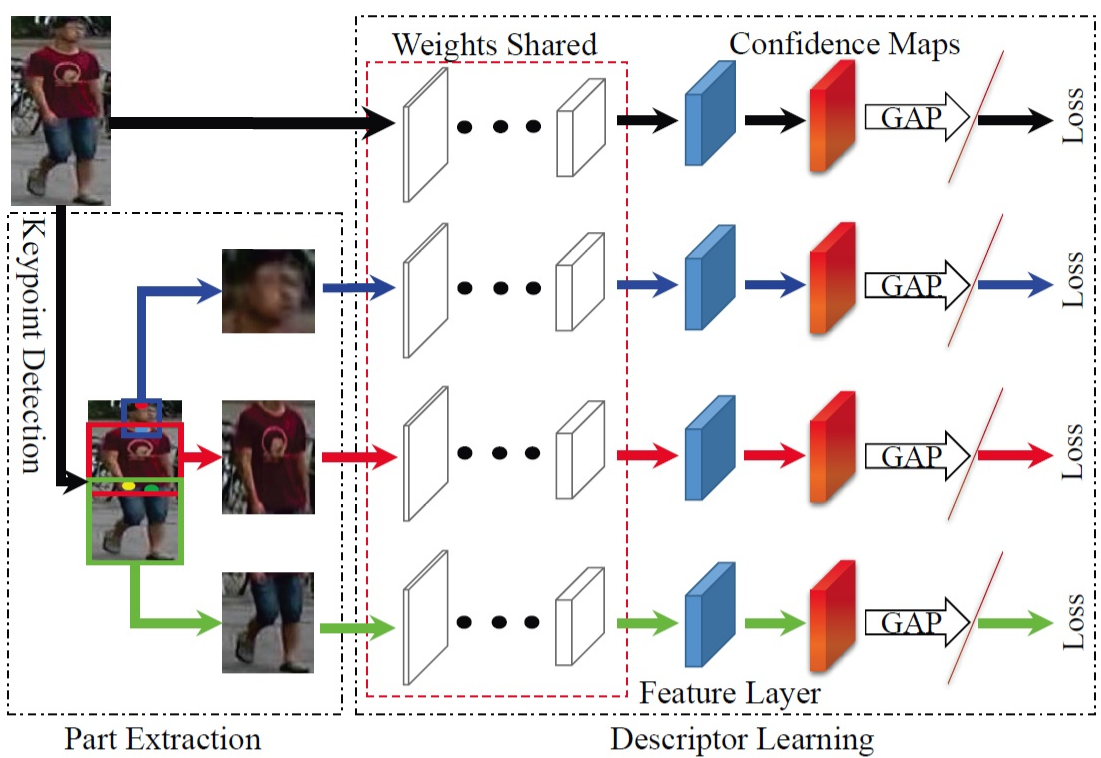 Weights Shared
Confidence Maps
GAP
Loss
Keypoint Detection
GAP
Loss
GAP
Loss
GAP
Loss
Feature Layer
Part Extraction
Descriptor Learning